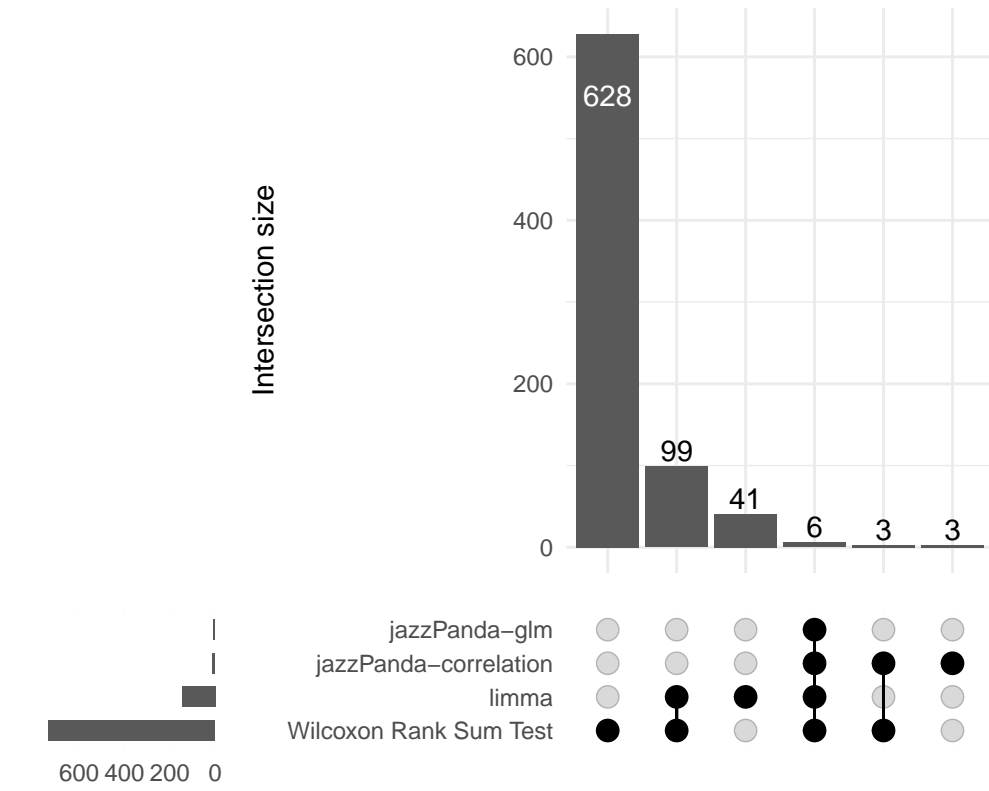 Intersection size
600
400
200
0
628
99
41
6
3
3
jazzPanda−glm
jazzPanda−correlation
limma
Wilcoxon Rank Sum Test
600 400 200 0